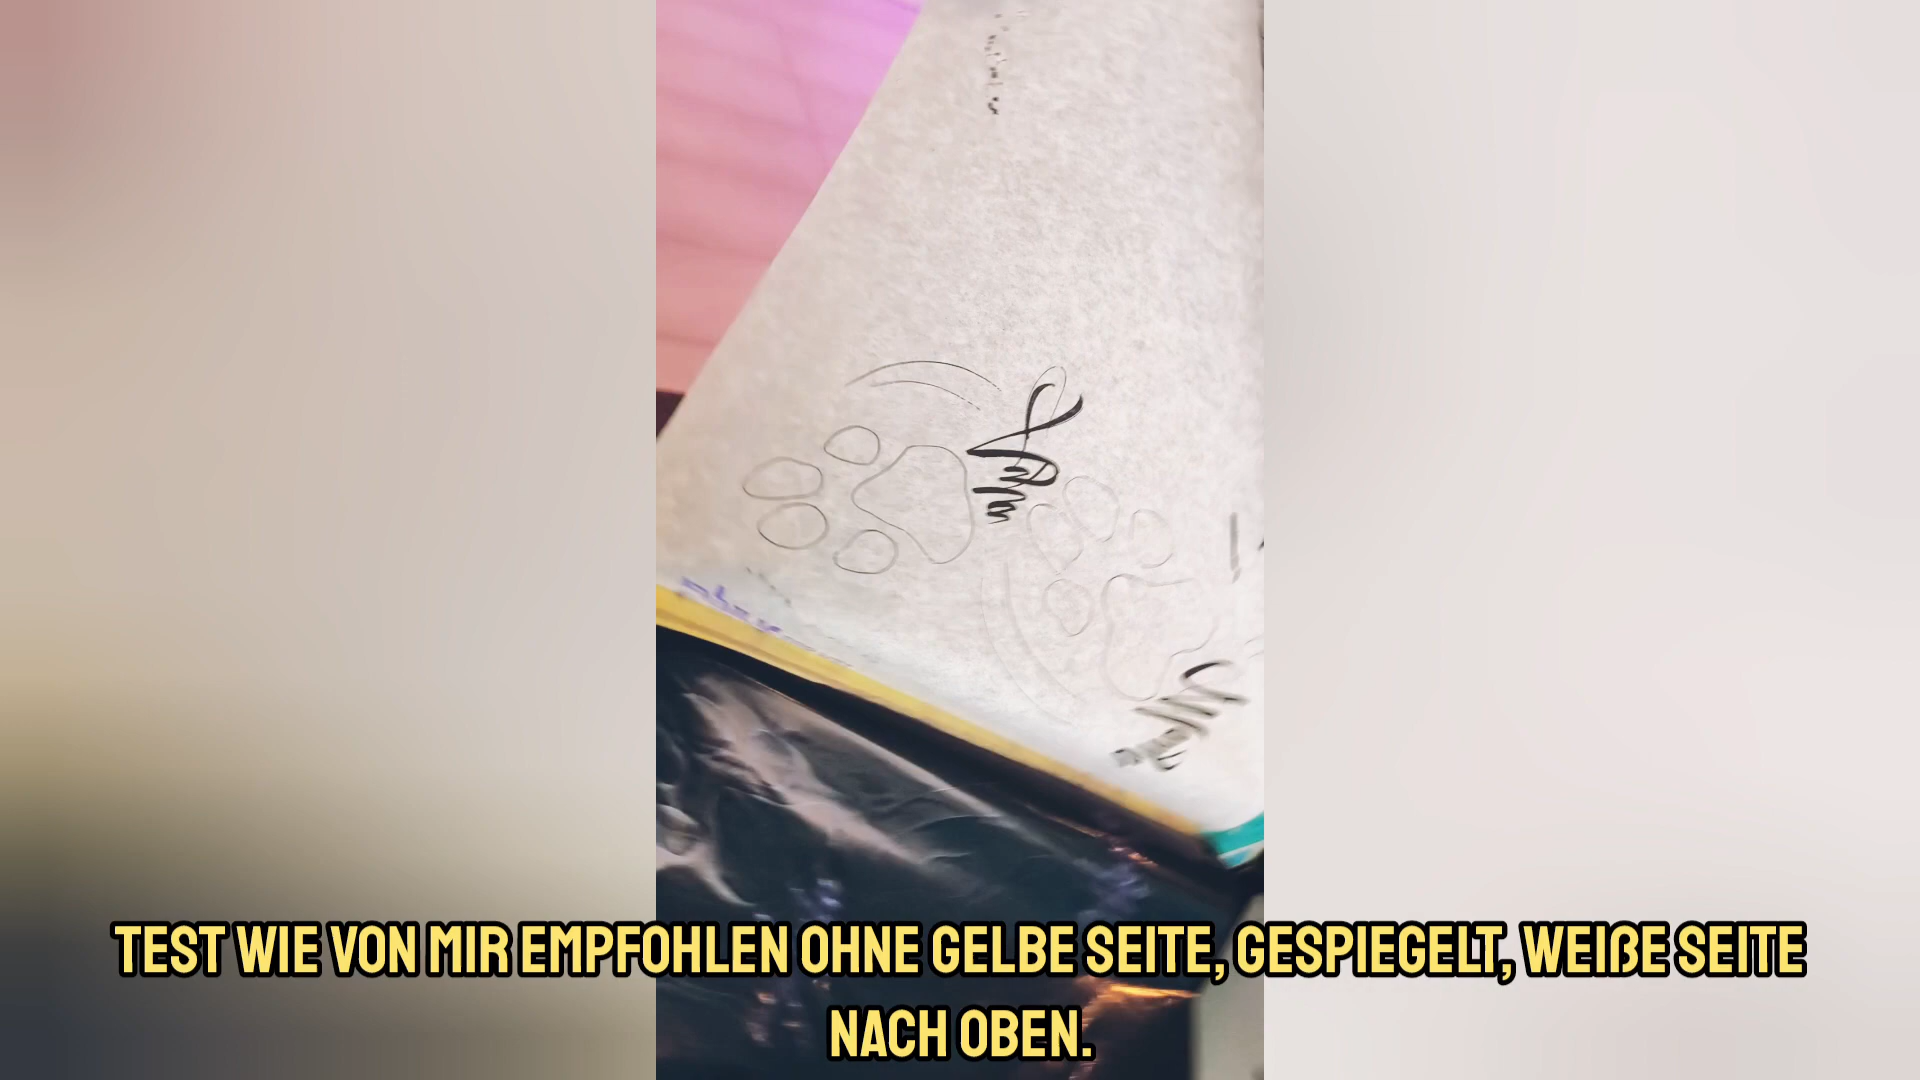 TEST WIE VON MIR EMPFOHLEN OHNE GELBE SEITE, GESPIEGELT, WEIßE SEITE
NACH OBEN.